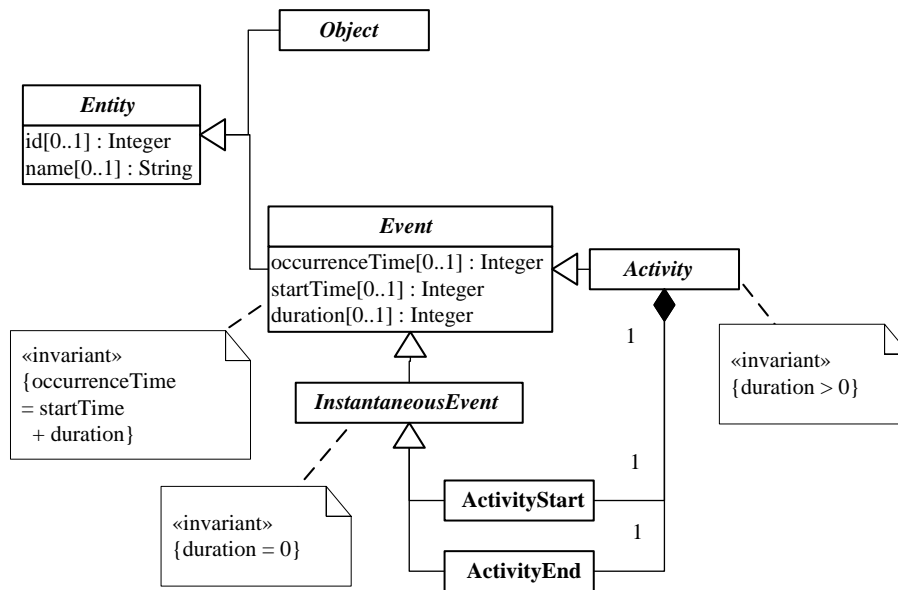 Object
Entity
id[0..1] : Integer
name[0..1] : String
Event
occurrenceTime[0..1] : Integer
startTime[0..1] : Integer
duration[0..1] : Integer
Activity
«invariant»
{occurrenceTime
= startTime
+ duration}
1
«invariant»
{duration > 0}
InstantaneousEvent
«invariant»
{duration = 0}
1
ActivityStart
1
ActivityEnd